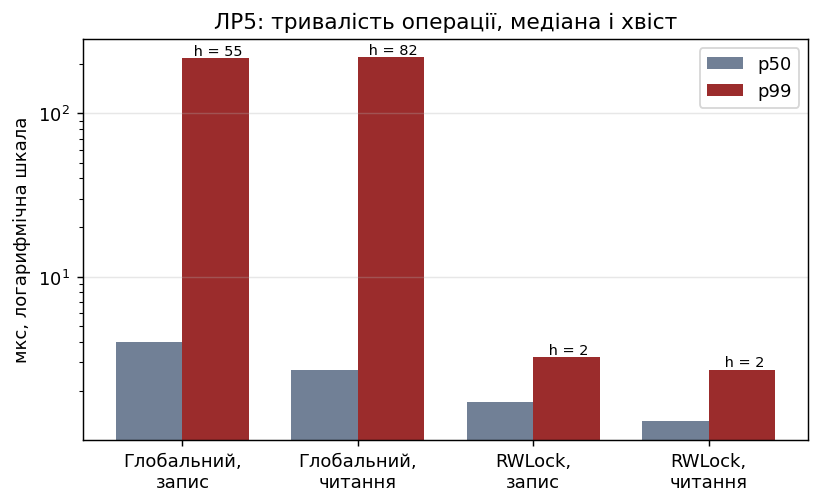 ЛР5: тривалість операції, медіана і хвіст
h = 55
h = 82
p50
p99
10²
мкс, логарифмічна шкала
10¹
h = 2
h = 2
Глобальний,
запис
Глобальний,
читання
RWLock,
запис
RWLock,
читання